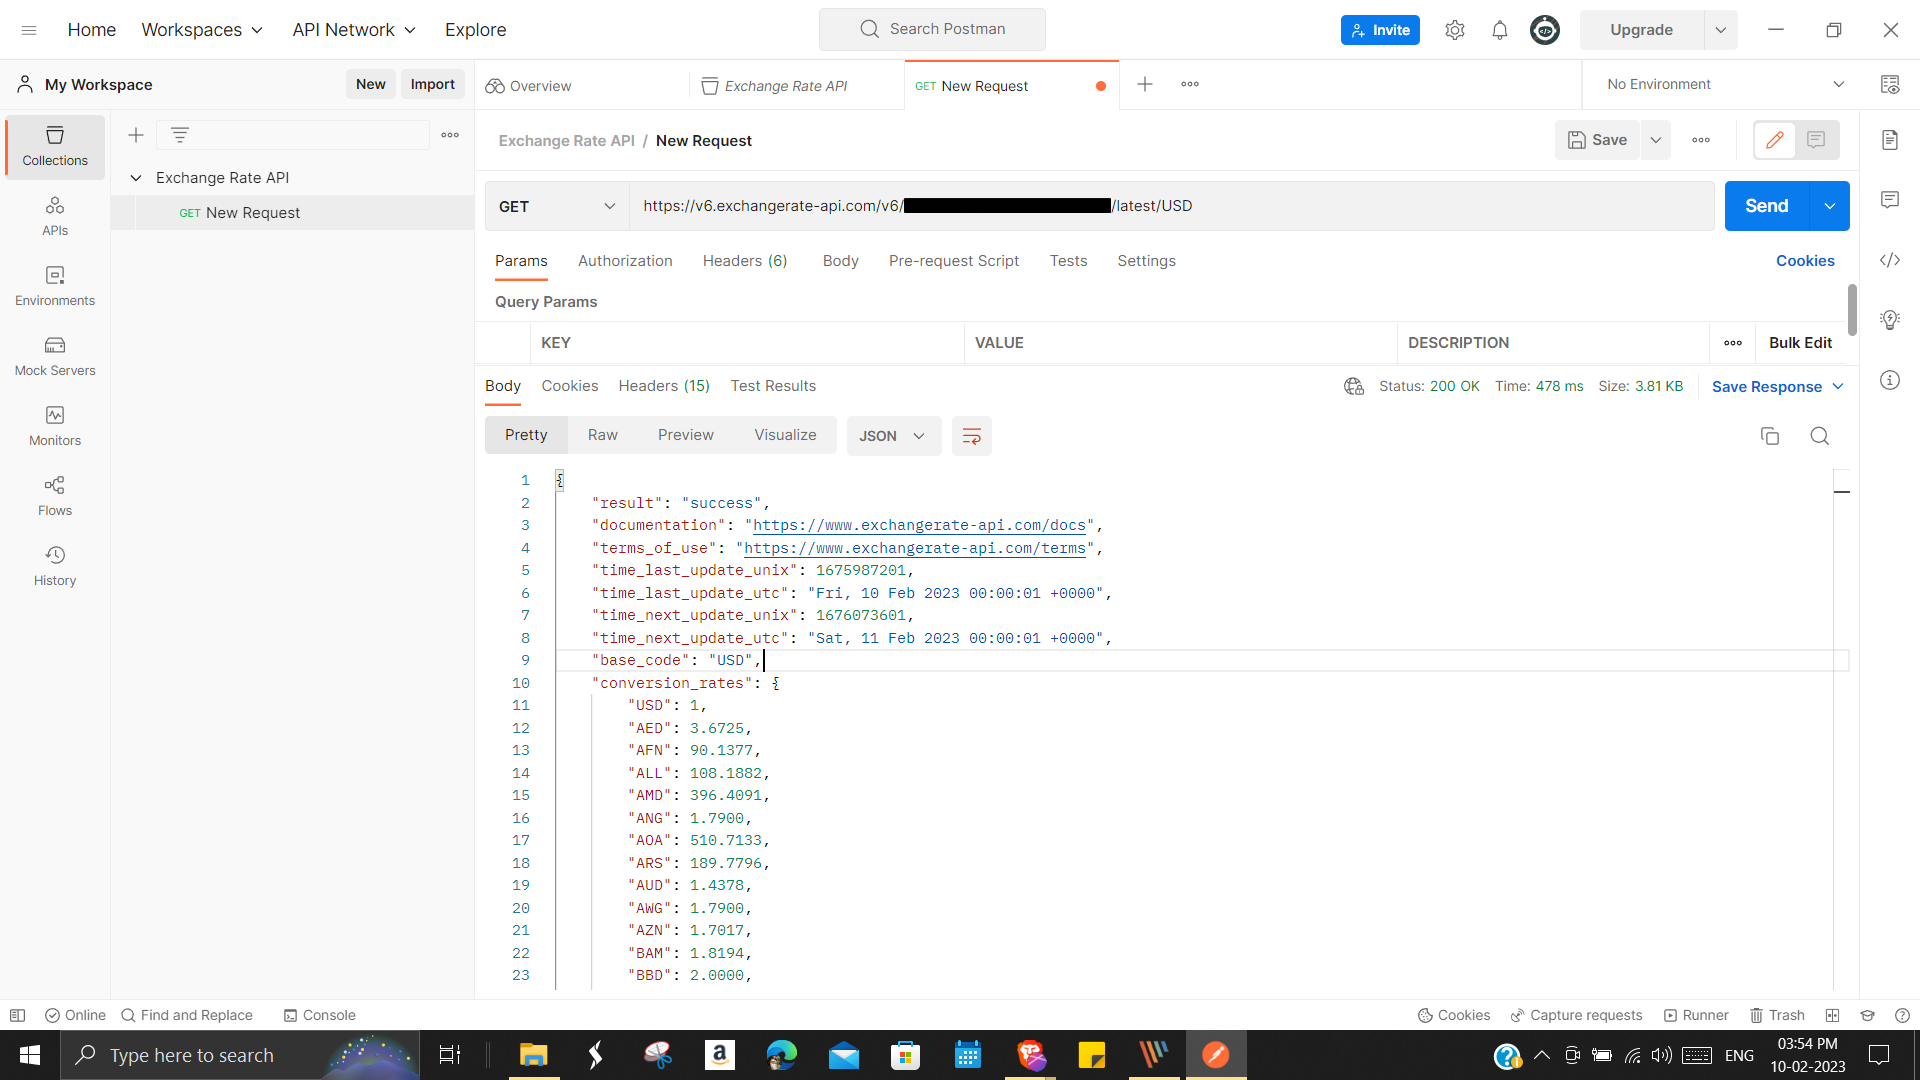 Home Workspaces API Network Explore Search Postman Invite Upgrade
My Workspace New Import Overview Exchange Rate API GET New Request No Environment
Collections
APIs
Environments
Mock Servers
Monitors
Flows
History
Exchange Rate API
GET New Request
Exchange Rate API / New Request Save
GET https://v6.exchangerate-api.com/v6/ /latest/USD Send
Params Authorization Headers (6) Body Pre-request Script Tests Settings Cookies
Query Params
KEY VALUE DESCRIPTION Bulk Edit
Body Cookies Headers (15) Test Results Status: 200 OK Time: 478 ms Size: 3.81 KB Save Response
Pretty Raw Preview Visualize JSON
1 {
2 "result": "success",
3 "documentation": "https://www.exchangerate-api.com/docs",
4 "terms_of_use": "https://www.exchangerate-api.com/terms",
5 "time_last_update_unix": 1675987201,
6 "time_last_update_utc": "Fri, 10 Feb 2023 00:00:01 +0000",
7 "time_next_update_unix": 1676073601,
8 "time_next_update_utc": "Sat, 11 Feb 2023 00:00:01 +0000",
9 "base_code": "USD",
10 "conversion_rates": {
11 "USD": 1,
12 "AED": 3.6725,
13 "AFN": 90.1377,
14 "ALL": 108.1882,
15 "AMD": 396.4091,
16 "ANG": 1.7900,
17 "AOA": 510.7133,
18 "ARS": 189.7796,
19 "AUD": 1.4378,
20 "AWG": 1.7900,
21 "AZN": 1.7017,
22 "BAM": 1.8194,
23 "BBD": 2.0000,
Online Find and Replace Console Cookies Capture requests Runner Trash
Type here to search ENG 03:54 PM
10-02-2023